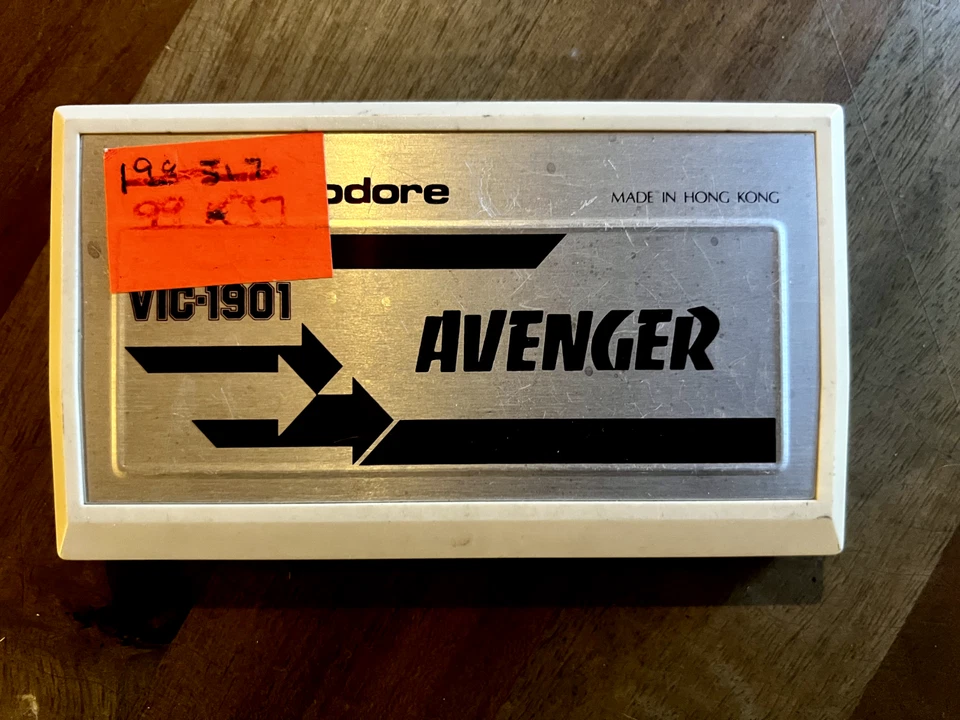 odore
MADE IN HONG KONG
VIC-1901
AVENGER